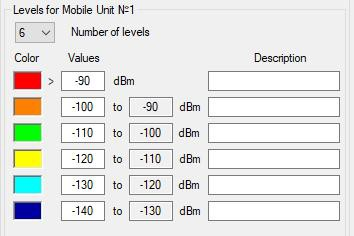 Levels for Mobile Unit №1
6 Number of levels
Color Values Description
> -90 dBm
-100 to -90 dBm
-110 to -100 dBm
-120 to -110 dBm
-130 to -120 dBm
-140 to -130 dBm